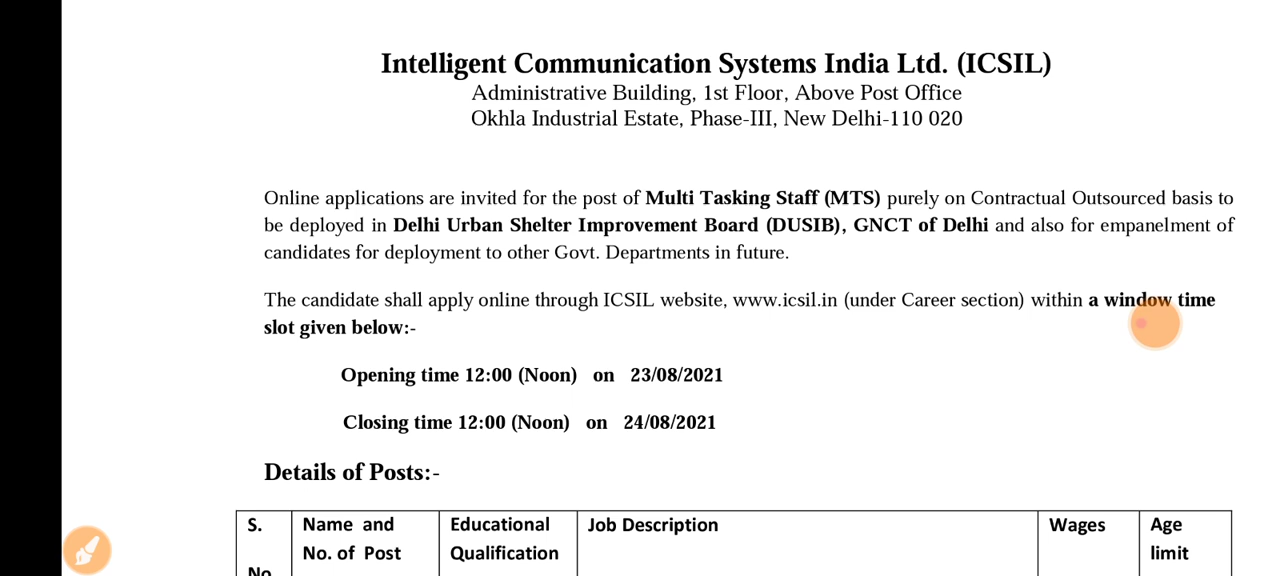 Intelligent Communication Systems India Ltd. (ICSIL)
Administrative Building, 1st Floor, Above Post Office
Okhla Industrial Estate, Phase-III, New Delhi-110 020
Online applications are invited for the post of Multi Tasking Staff (MTS) purely on Contractual Outsourced basis to
be deployed in Delhi Urban Shelter Improvement Board (DUSIB), GNCT of Delhi and also for empanelment of
candidates for deployment to other Govt. Departments in future.
The candidate shall apply online through ICSIL website, www.icsil.in (under Career section) within a window time
slot given below:-
Opening time 12:00 (Noon) on 23/08/2021
Closing time 12:00 (Noon) on 24/08/2021
Details of Posts:-
S. Name and Educational Job Description Wages Age
No. of Post Qualification limit
No